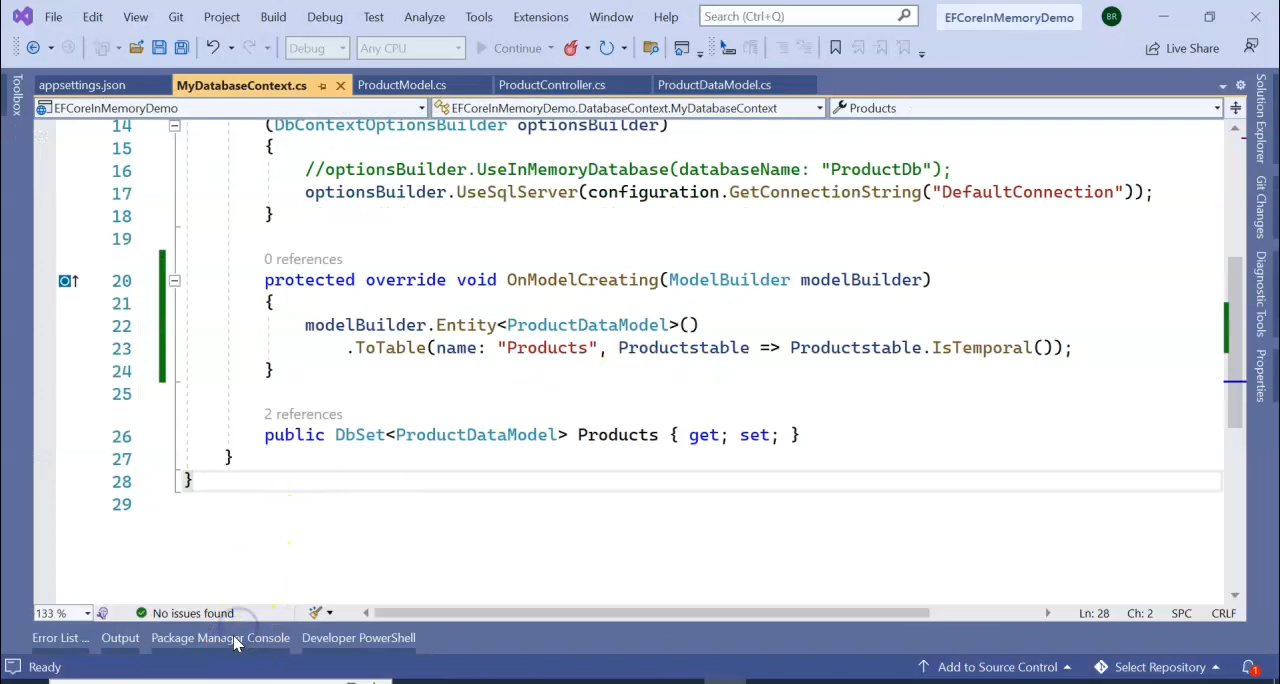 File Edit View Git Project Build Debug Test Analyze Tools Extensions Window Help Search (Ctrl+Q) EFCoreInMemoryDemo BR
Debug Any CPU Continue Live Share
appsettings.json MyDatabaseContext.cs ProductModel.cs ProductController.cs ProductDataModel.cs
EFCoreInMemoryDemo EFCoreInMemoryDemo.DatabaseContext.MyDatabaseContext Products
14 (DbContextOptionsBuilder optionsBuilder)
15 {
16 //optionsBuilder.UseInMemoryDatabase(databaseName: "ProductDb");
17 optionsBuilder.UseSqlServer(configuration.GetConnectionString("DefaultConnection"));
18 }
19
0 references
20 protected override void OnModelCreating(ModelBuilder modelBuilder)
21 {
22 modelBuilder.Entity<ProductDataModel>()
23 .ToTable(name: "Products", Productstable => Productstable.IsTemporal());
24 }
25
2 references
26 public DbSet<ProductDataModel> Products { get; set; }
27 }
28 }
29
133 % No issues found Ln: 28 Ch: 2 SPC CRLF
Error List ... Output Package Manager Console Developer PowerShell
Ready Add to Source Control Select Repository 1
Toolbox
Solution Explorer
Git Changes
Diagnostic Tools
Properties